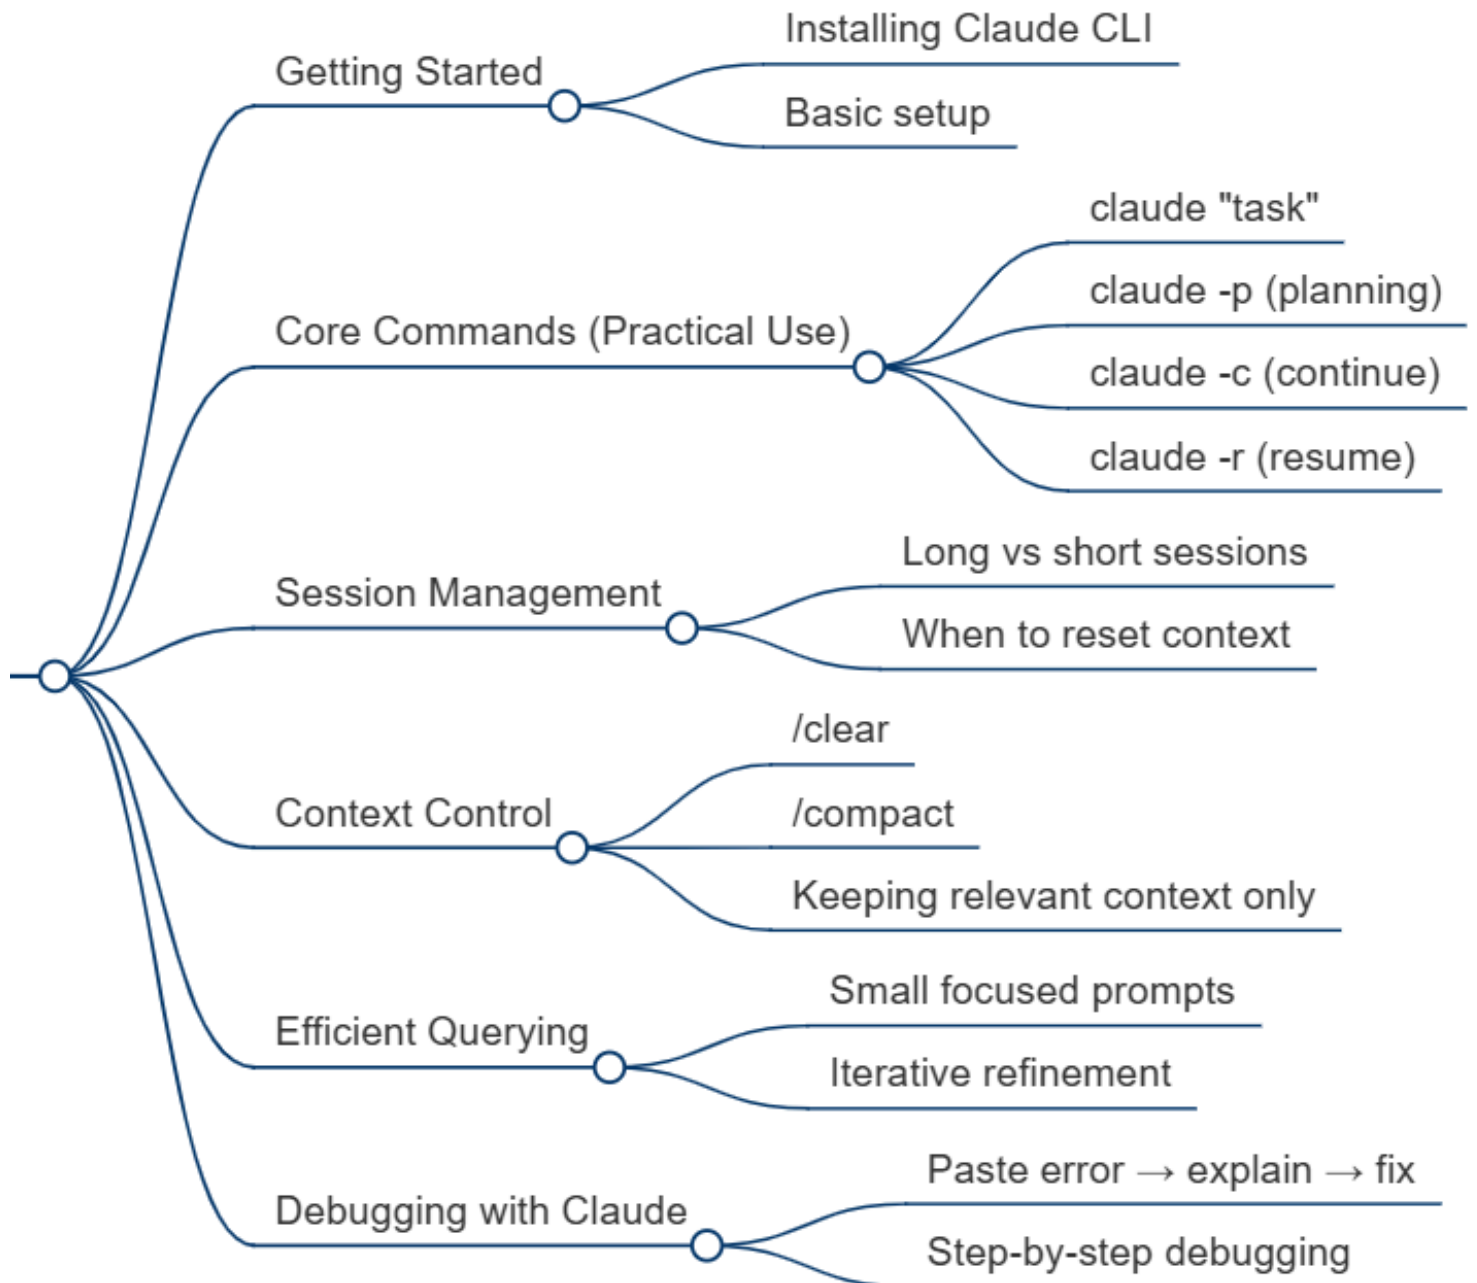 Getting Started
Installing Claude CLI
Basic setup
Core Commands (Practical Use)
claude "task"
claude -p (planning)
claude -c (continue)
claude -r (resume)
Session Management
Long vs short sessions
When to reset context
Context Control
/clear
/compact
Keeping relevant context only
Efficient Querying
Small focused prompts
Iterative refinement
Debugging with Claude
Paste error → explain → fix
Step-by-step debugging